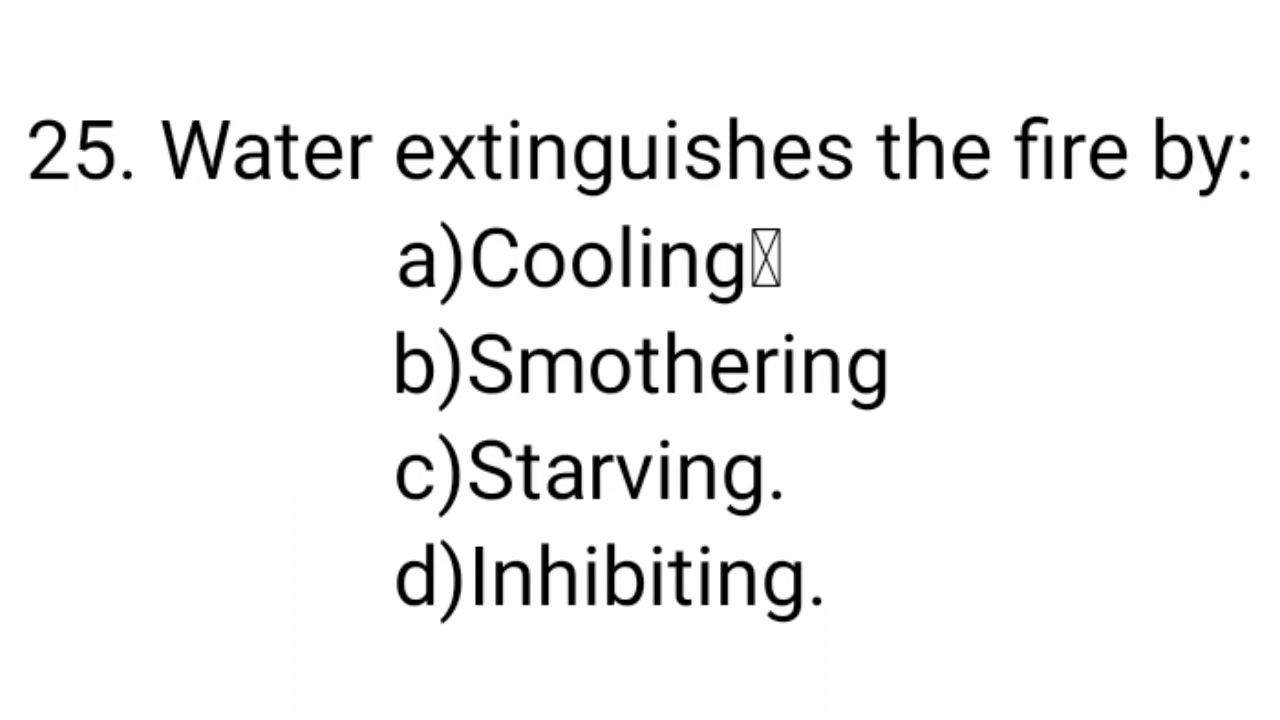 25. Water extinguishes the fire by:
a)Cooling
b)Smothering
c)Starving.
d)Inhibiting.